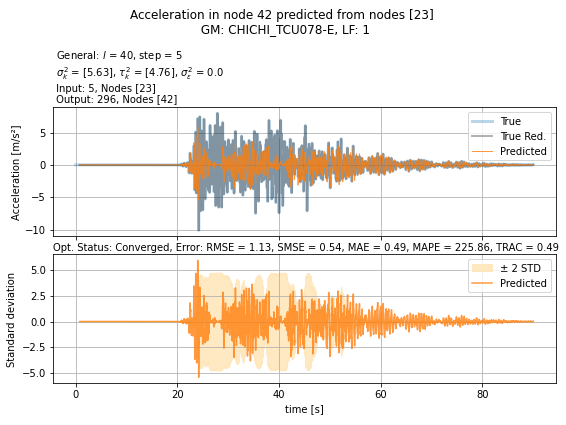 Acceleration in node 42 predicted from nodes [23]
GM: CHICHI_TCU078-E, LF: 1
General: l = 40, step = 5
σ²ₖ = [5.63], τ²ₖ = [4.76], σ²ε = 0.0
Input: 5, Nodes [23]
Output: 296, Nodes [42]
Acceleration [m/s²]
5
0
−5
−10
True
True Red.
Predicted
Opt. Status: Converged, Error: RMSE = 1.13, SMSE = 0.54, MAE = 0.49, MAPE = 225.86, TRAC = 0.49
Standard deviation
5.0
2.5
0.0
−2.5
−5.0
± 2 STD
Predicted
0 20 40 60 80
time [s]